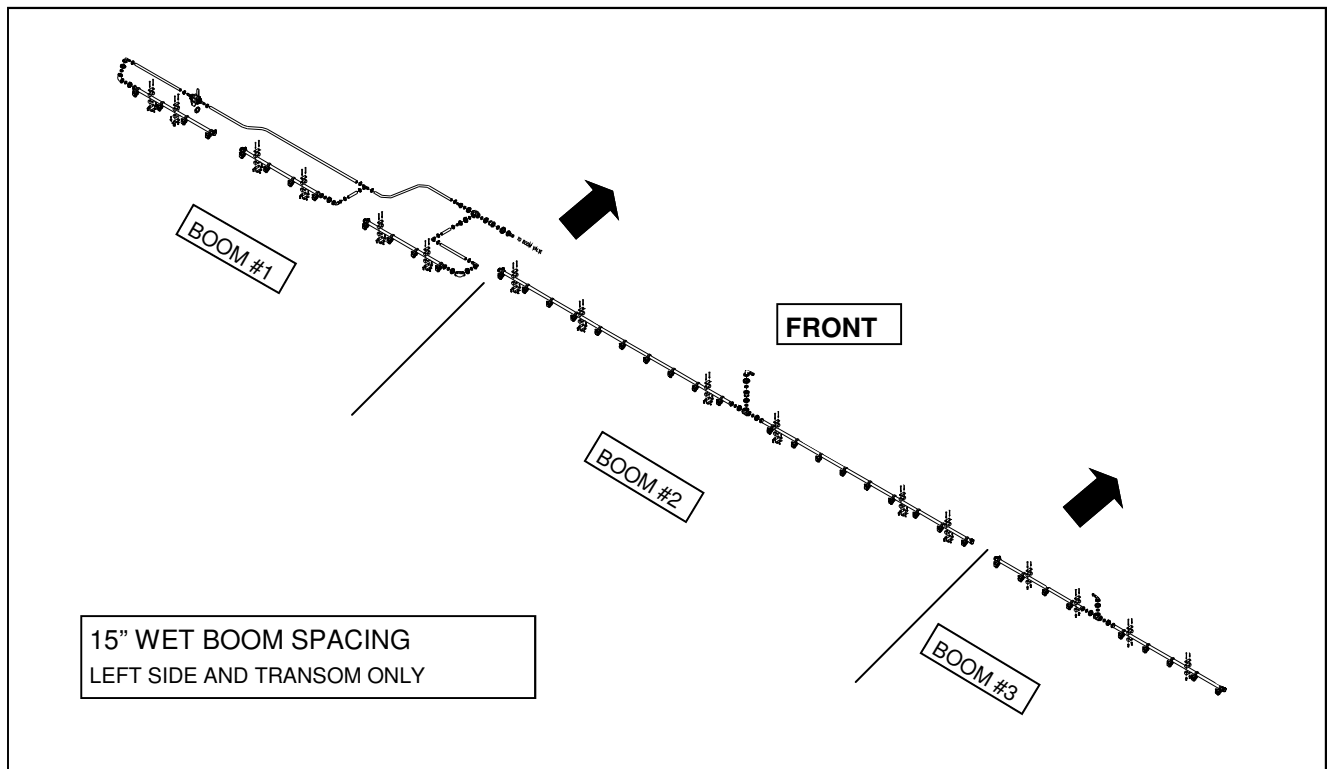 BOOM #1
FRONT
BOOM #2
BOOM #3
15” WET BOOM SPACING
LEFT SIDE AND TRANSOM ONLY